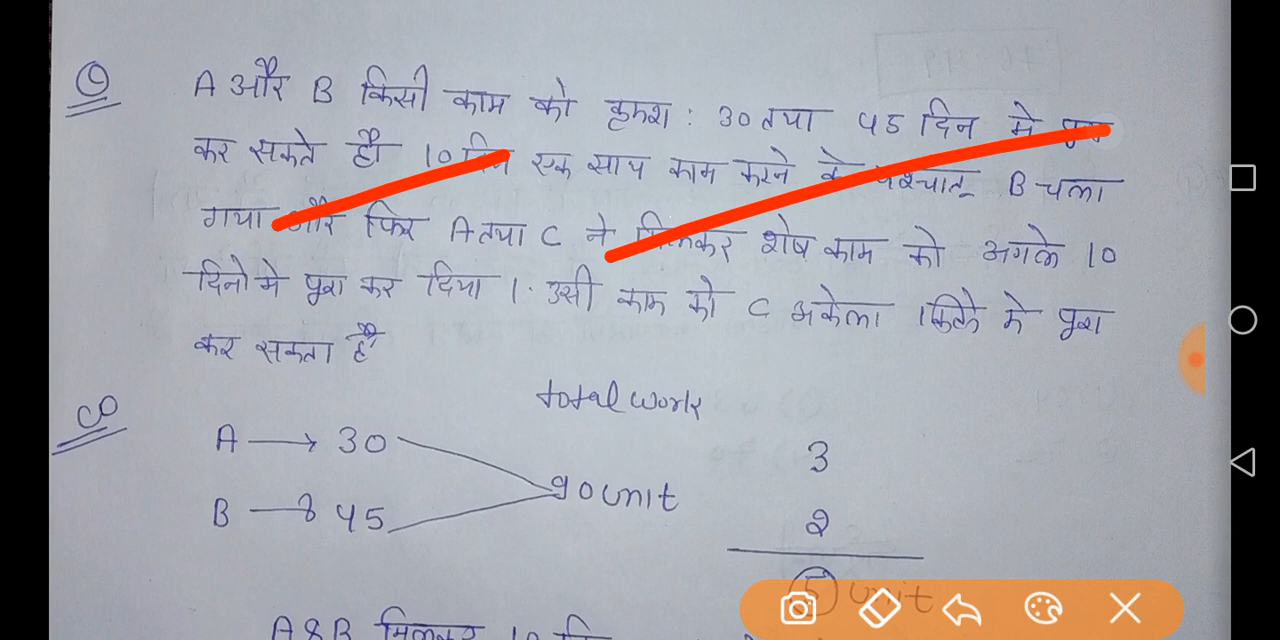 Q A और B किसी काम को क्रमश: 30 तथा 45 दिन मे
कर सकते है। 10 दिन एक साथ काम करने के पश्चात् B चला
गया और फिर A तथा C ने मिलकर शेष काम को अगले 10
दिनो मे पूरा कर दिया । उसी काम को C अकेला मे पूरा
कर सकता है
total work
A → 30 3
90 unit
B → 45 2
5 unit
A & B मिलकर 10